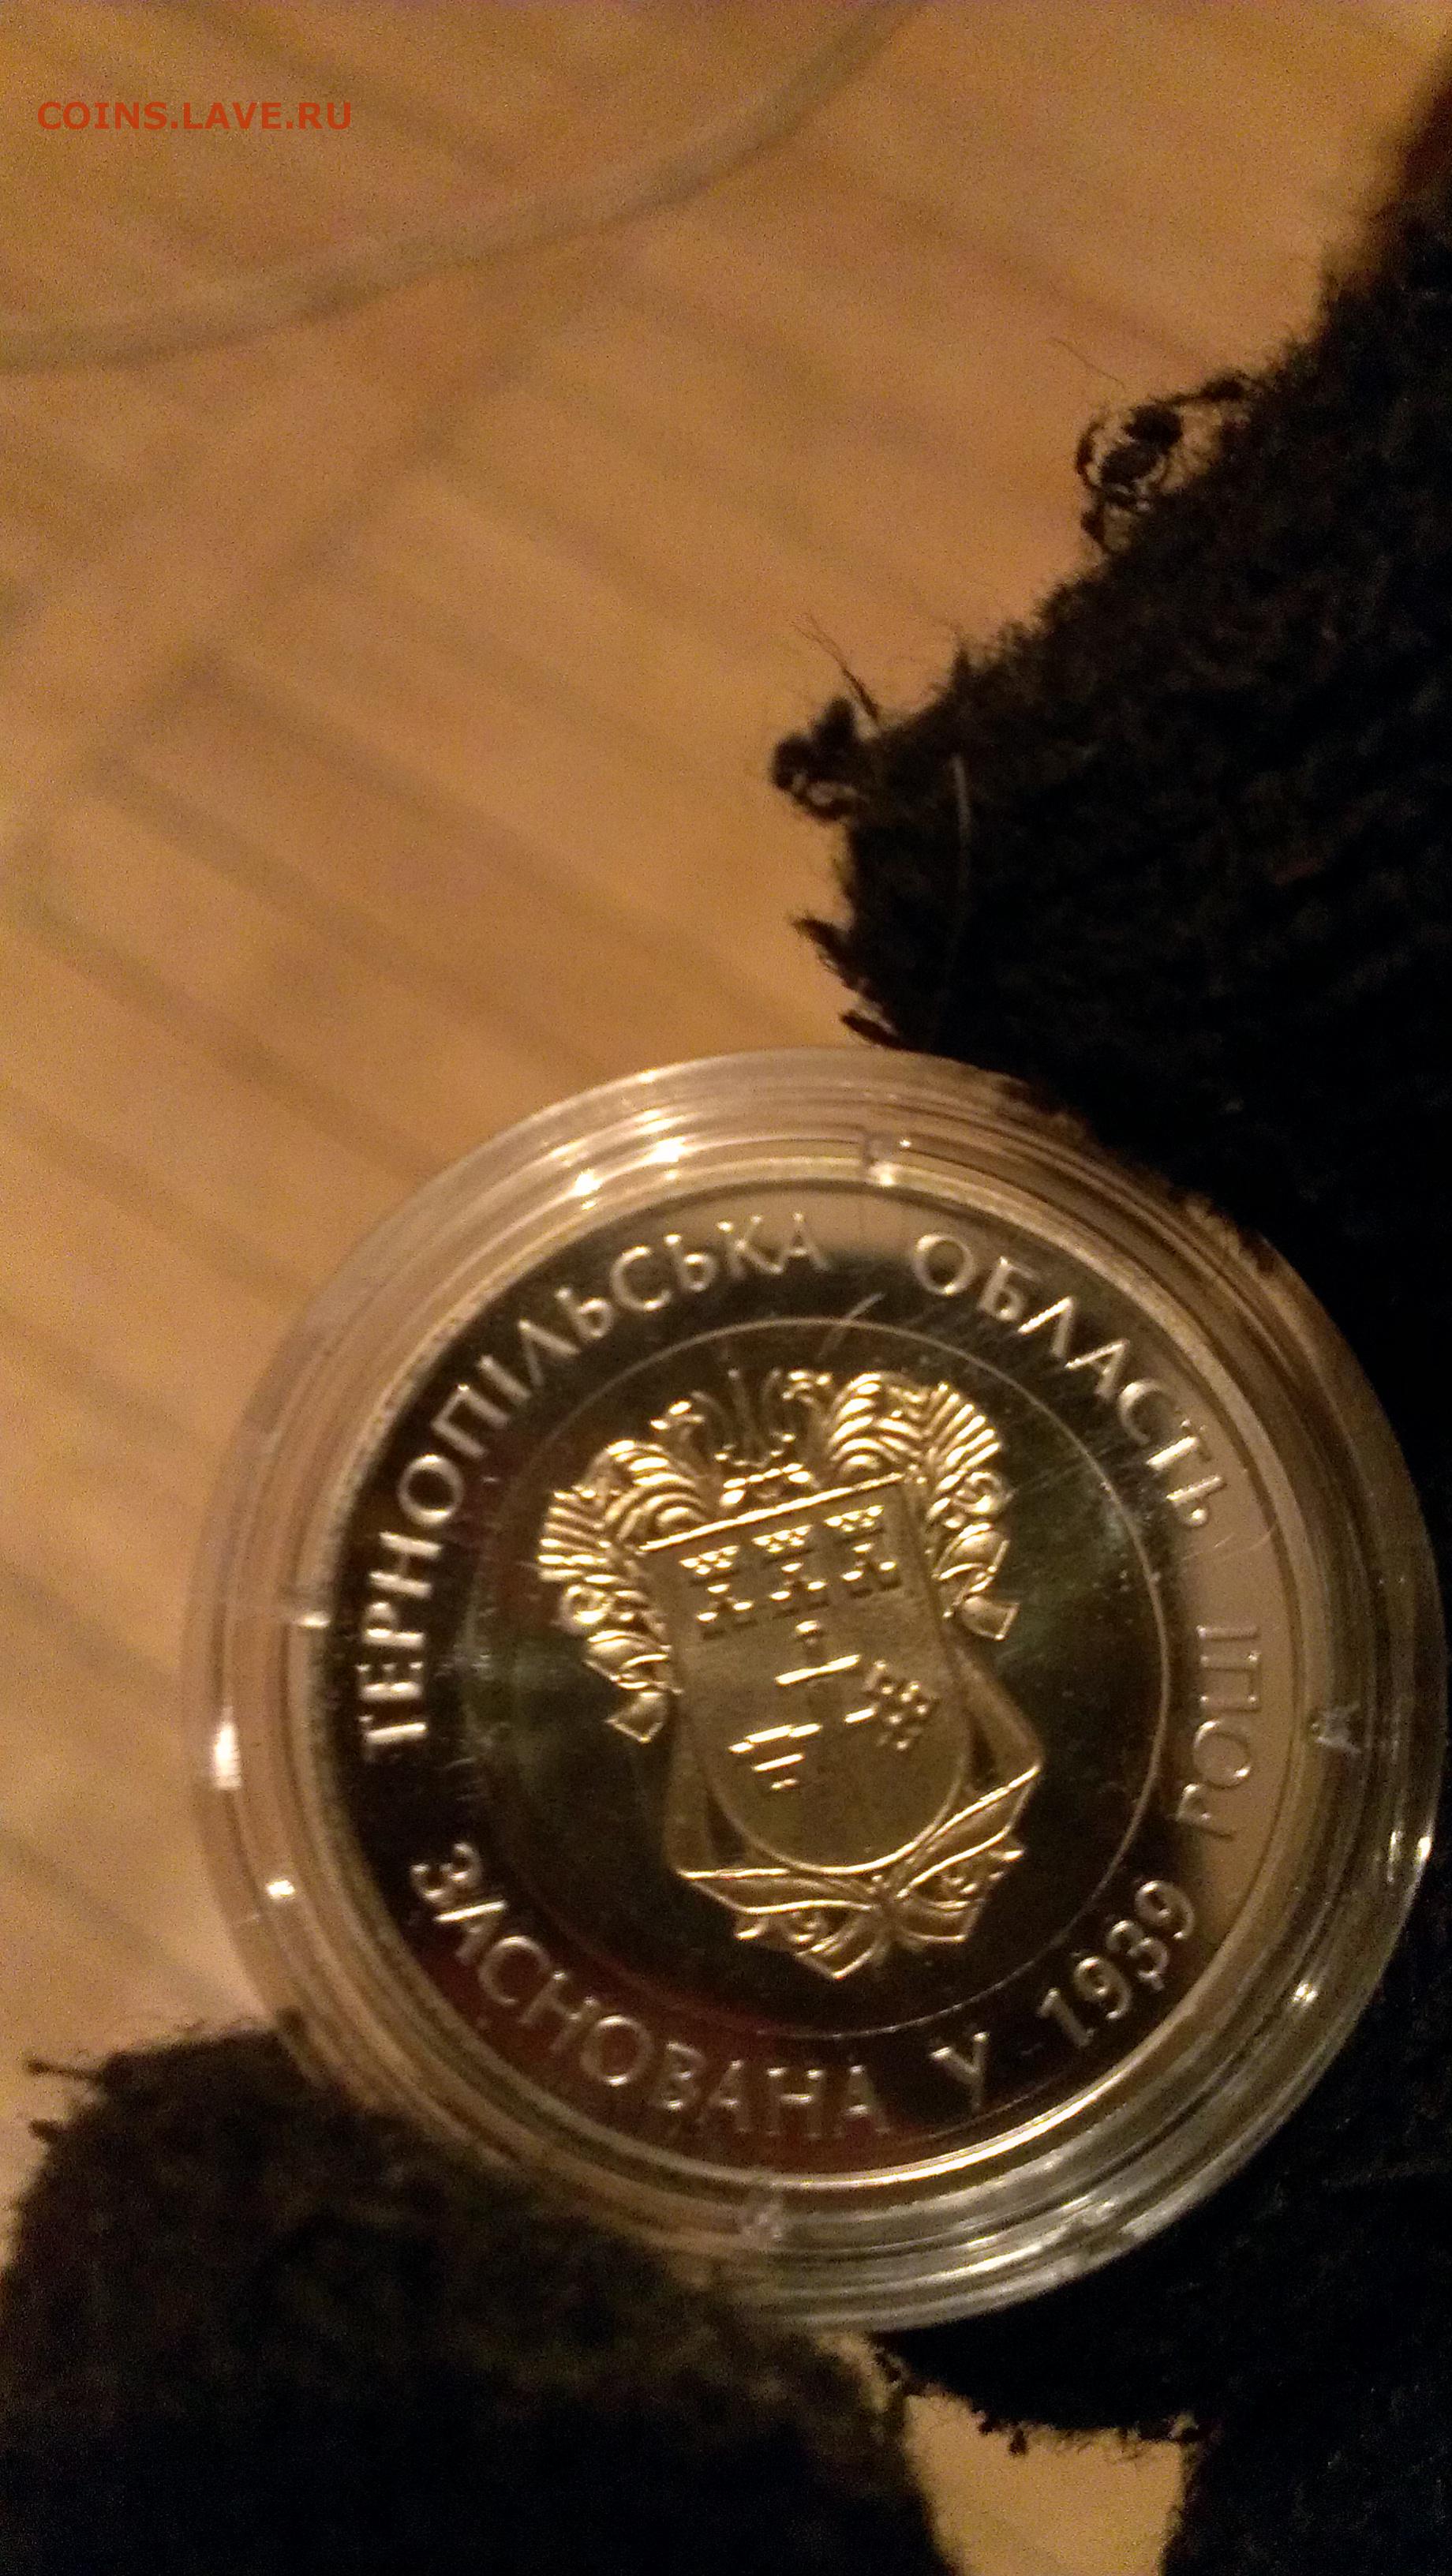 COINS.LAVE.RU
ТЕРНОПІЛЬСЬКА ОБЛАСТЬ
ЗАСНОВАНА У 1939 РОЦІ